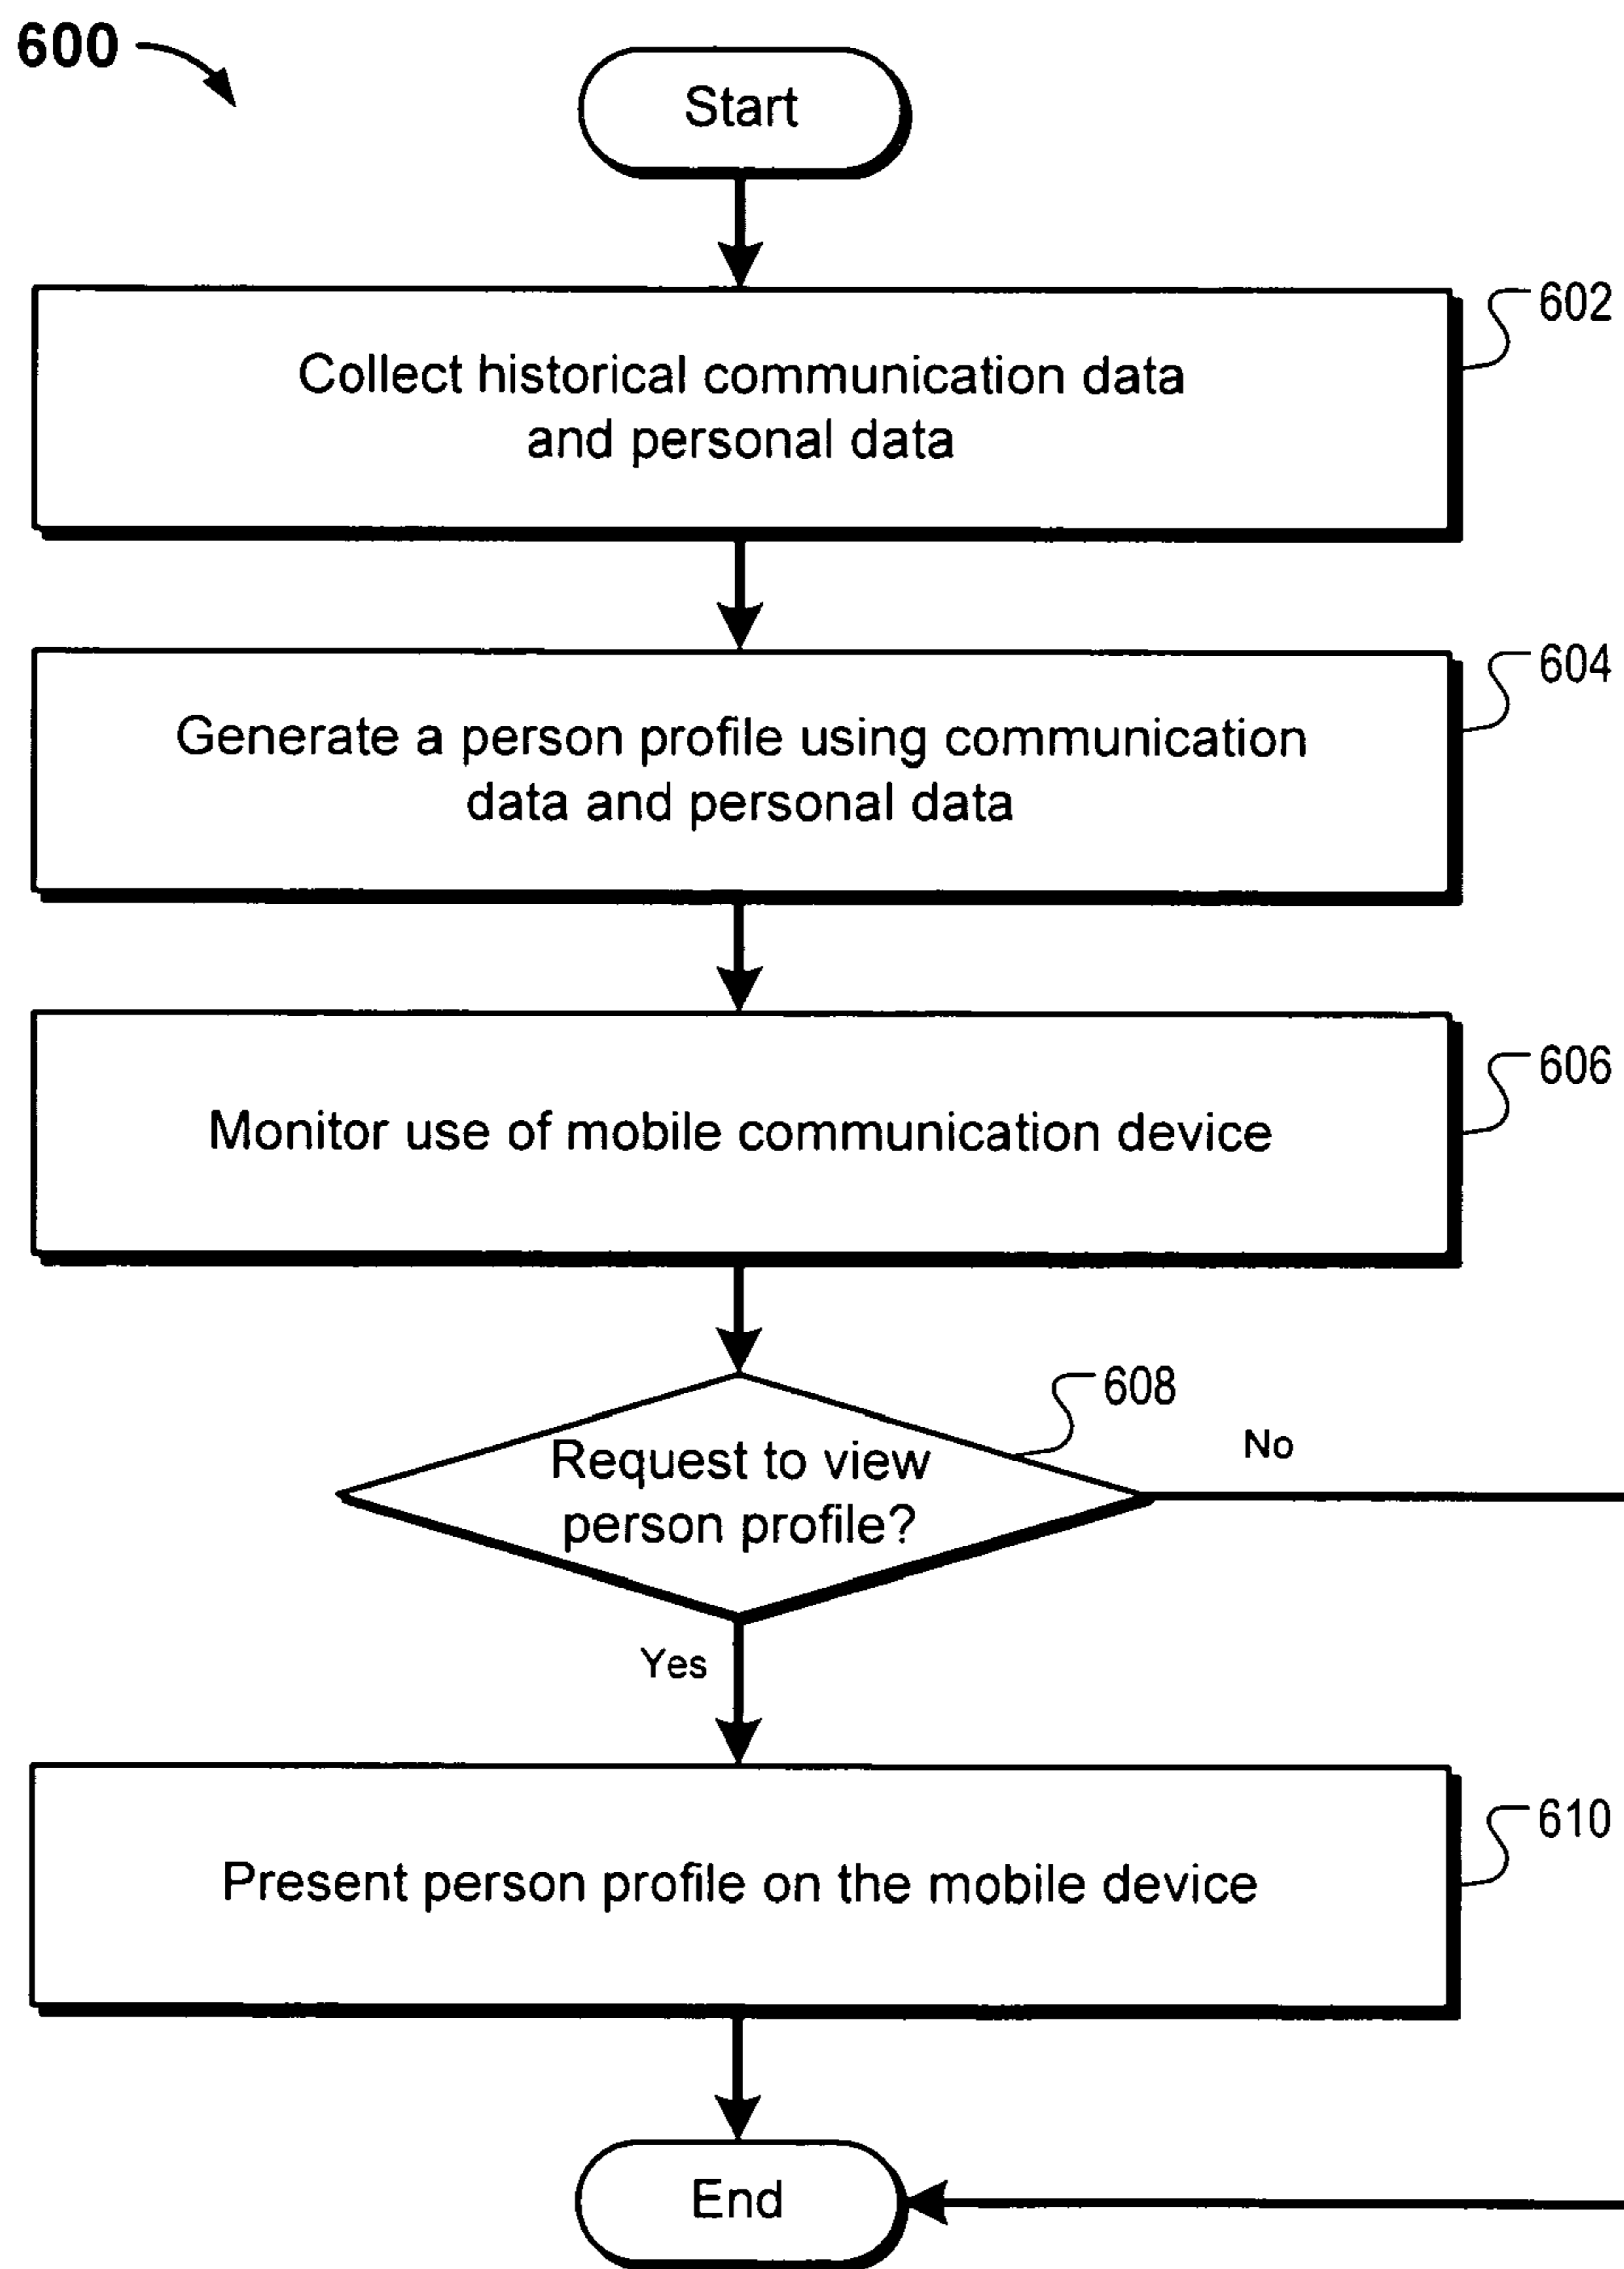 600
Start
602
Collect historical communication data
and personal data
604
Generate a person profile using communication
data and personal data
606
Monitor use of mobile communication device
608
No
Request to view
person profile?
Yes
610
Present person profile on the mobile device
End